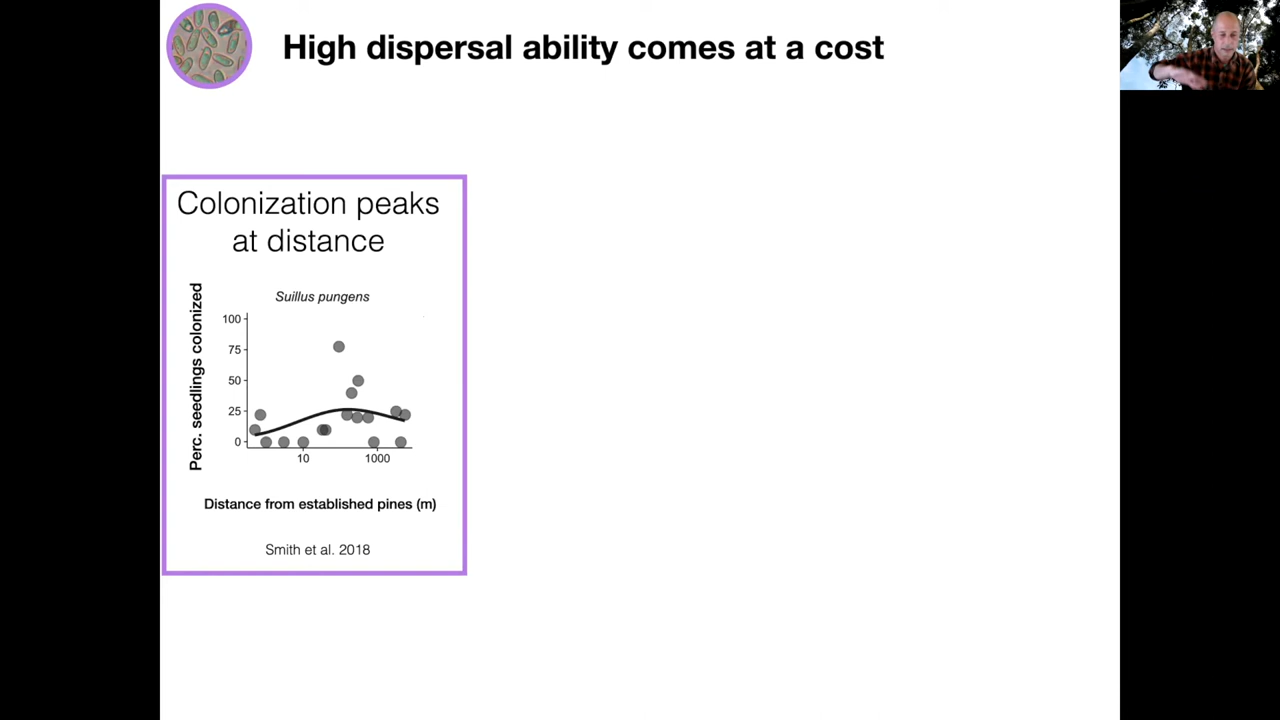 High dispersal ability comes at a cost
Colonization peaks
at distance
Suillus pungens
Perc. seedlings colonized
100
75
50
25
0
10
1000
Distance from established pines (m)
Smith et al. 2018